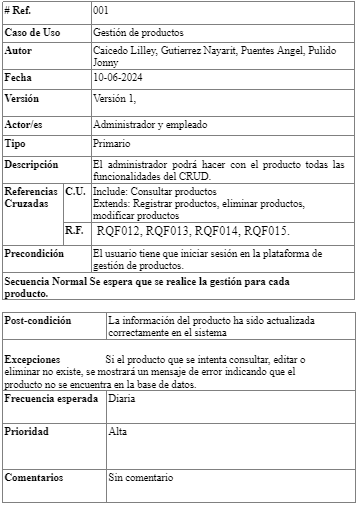 # Ref. 001
Caso de Uso Gestión de productos
Autor Caicedo Lilley, Gutierrez Nayarit, Puentes Angel, Pulido
Jonny
Fecha 10-06-2024
Versión Versión 1,
Actor/es Administrador y empleado
Tipo Primario
Descripción El administrador podrá hacer con el producto todas las
funcionalidades del CRUD.
Referencias Cruzadas C.U. Include: Consultar productos
Extends: Registrar productos, eliminar productos,
modificar productos
R.F. RQF012, RQF013, RQF014, RQF015.
Precondición El usuario tiene que iniciar sesión en la plataforma de
gestión de productos.
Secuencia Normal Se espera que se realice la gestión para cada
producto.
Post-condición La información del producto ha sido actualizada
correctamente en el sistema
Excepciones Si el producto que se intenta consultar, editar o
eliminar no existe, se mostrará un mensaje de error indicando que el
producto no se encuentra en la base de datos.
Frecuencia esperada Diaria
Prioridad Alta
Comentarios Sin comentario